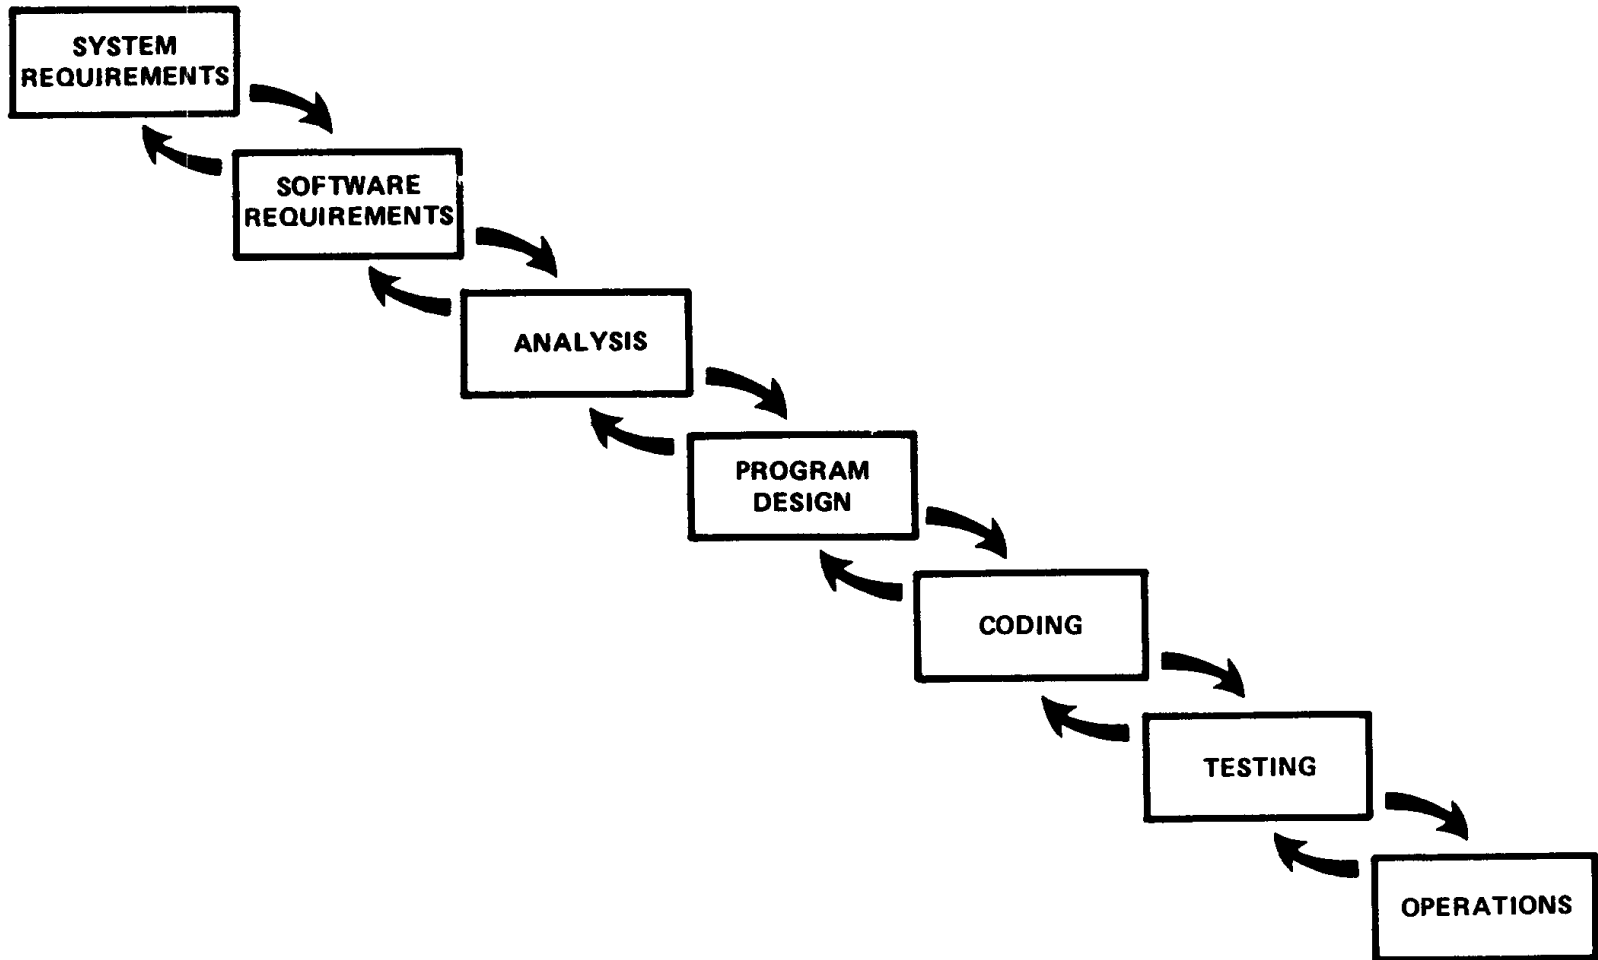 SYSTEM
REQUIREMENTS
SOFTWARE
REQUIREMENTS
ANALYSIS
PROGRAM
DESIGN
CODING
TESTING
OPERATIONS